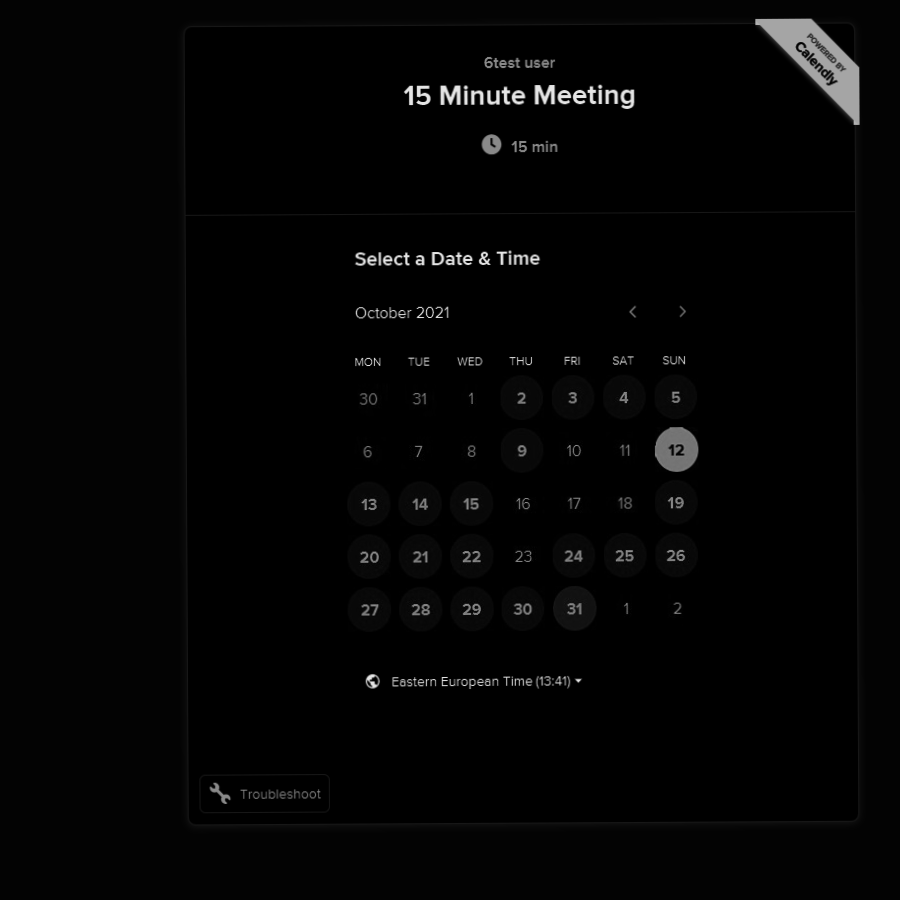 POWERED BY
Calendly
6test user
15 Minute Meeting
15 min
Select a Date & Time
October 2021
MON TUE WED THU FRI SAT SUN
30 31 1 2 3 4 5
6 7 8 9 10 11 12
13 14 15 16 17 18 19
20 21 22 23 24 25 26
27 28 29 30 31 1 2
Eastern European Time (13:41)
Troubleshoot